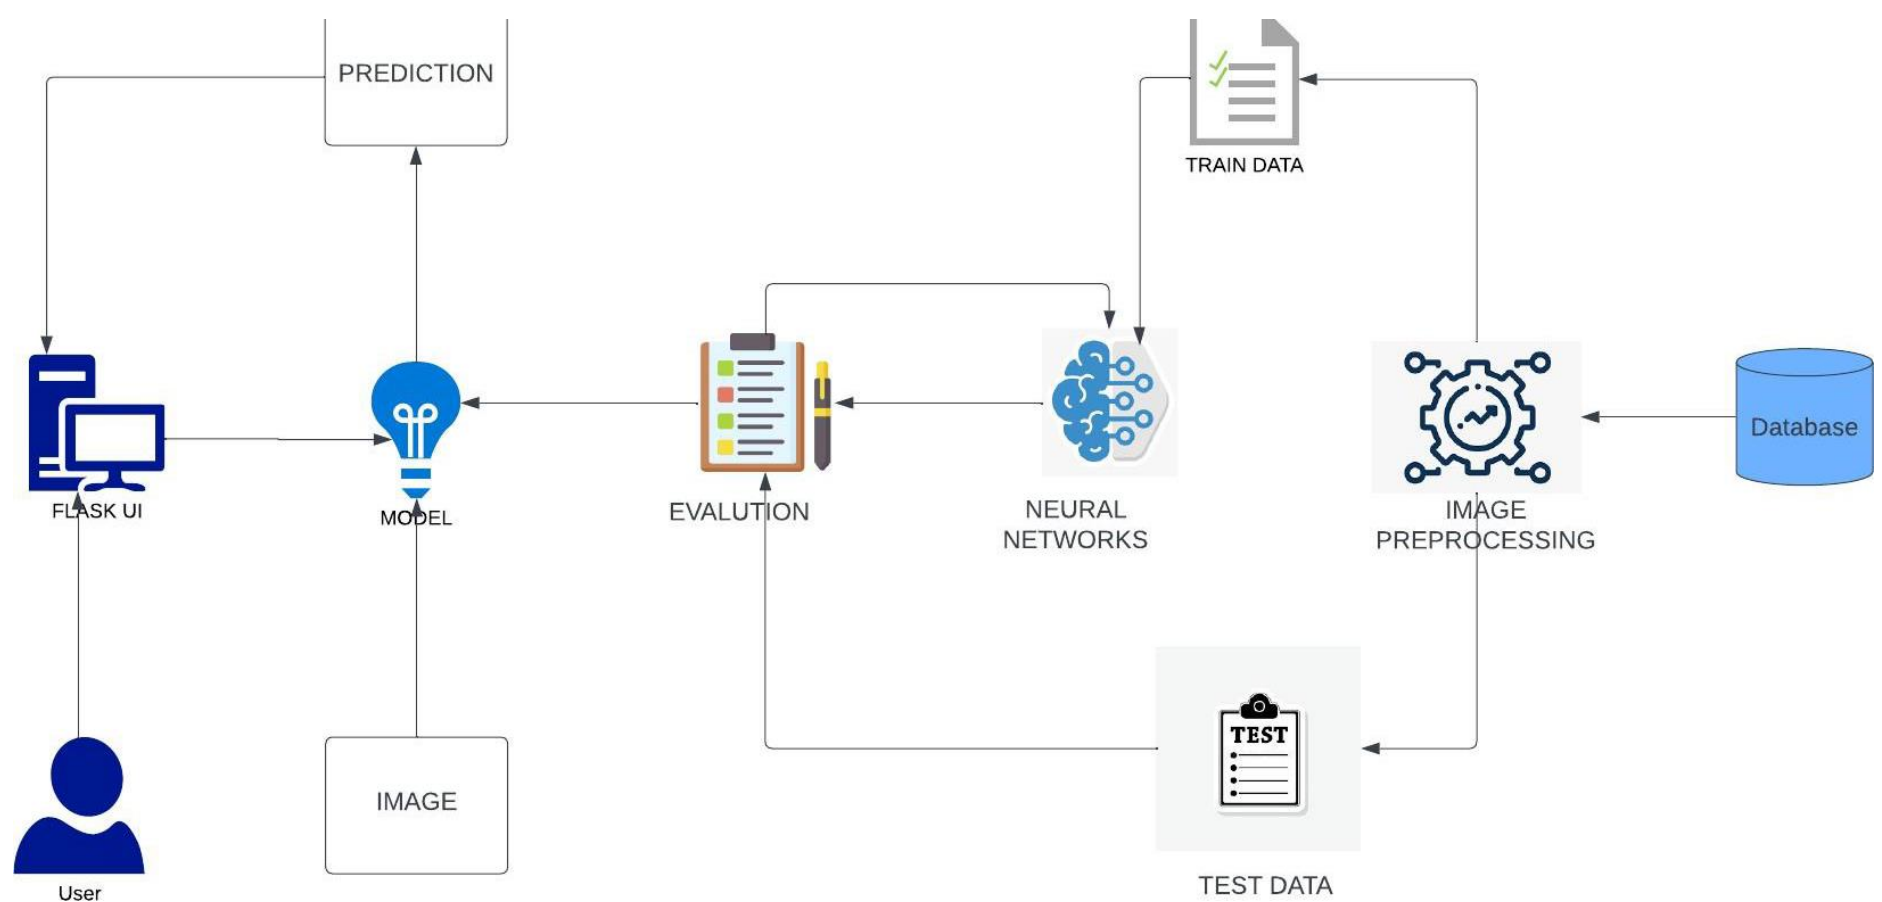 PREDICTION
TRAIN DATA
Database
FLASK UI
MODEL
EVALUTION
NEURAL
NETWORKS
IMAGE
PREPROCESSING
TEST
IMAGE
TEST DATA
User